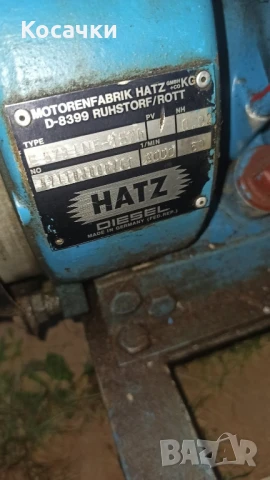 Косачки
MOTORENFABRIK HATZ GMBH +CO KG
D-8399 RUHSTORF/ROTT
PV NH
NO 1/MIN
HATZ
DIESEL
MADE IN GERMANY (FED. REP.)
BAZAR